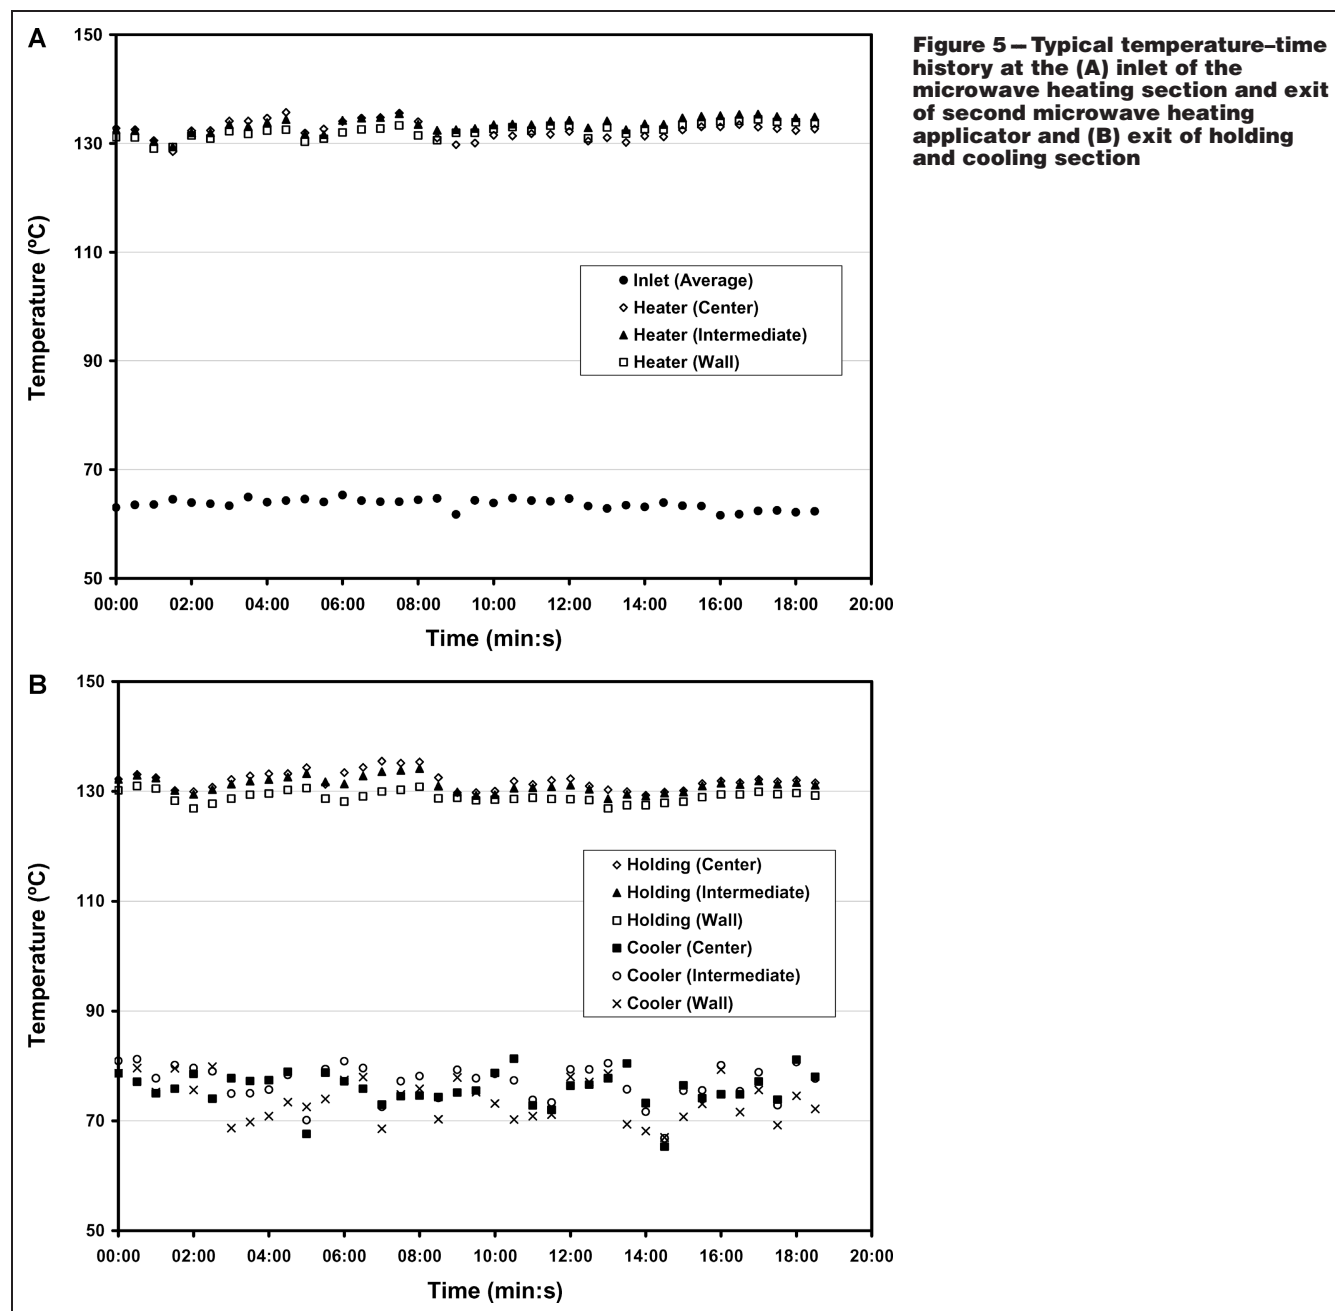 A
Figure 5 – Typical temperature–time
history at the (A) inlet of the
microwave heating section and exit
of second microwave heating
applicator and (B) exit of holding
and cooling section
150
130
110
90
70
50
Temperature (ºC)
Inlet (Average)
Heater (Center)
Heater (Intermediate)
Heater (Wall)
00:00 02:00 04:00 06:00 08:00 10:00 12:00 14:00 16:00 18:00 20:00
Time (min:s)
B
150
130
110
90
70
50
Temperature (ºC)
Holding (Center)
Holding (Intermediate)
Holding (Wall)
Cooler (Center)
Cooler (Intermediate)
Cooler (Wall)
00:00 02:00 04:00 06:00 08:00 10:00 12:00 14:00 16:00 18:00 20:00
Time (min:s)